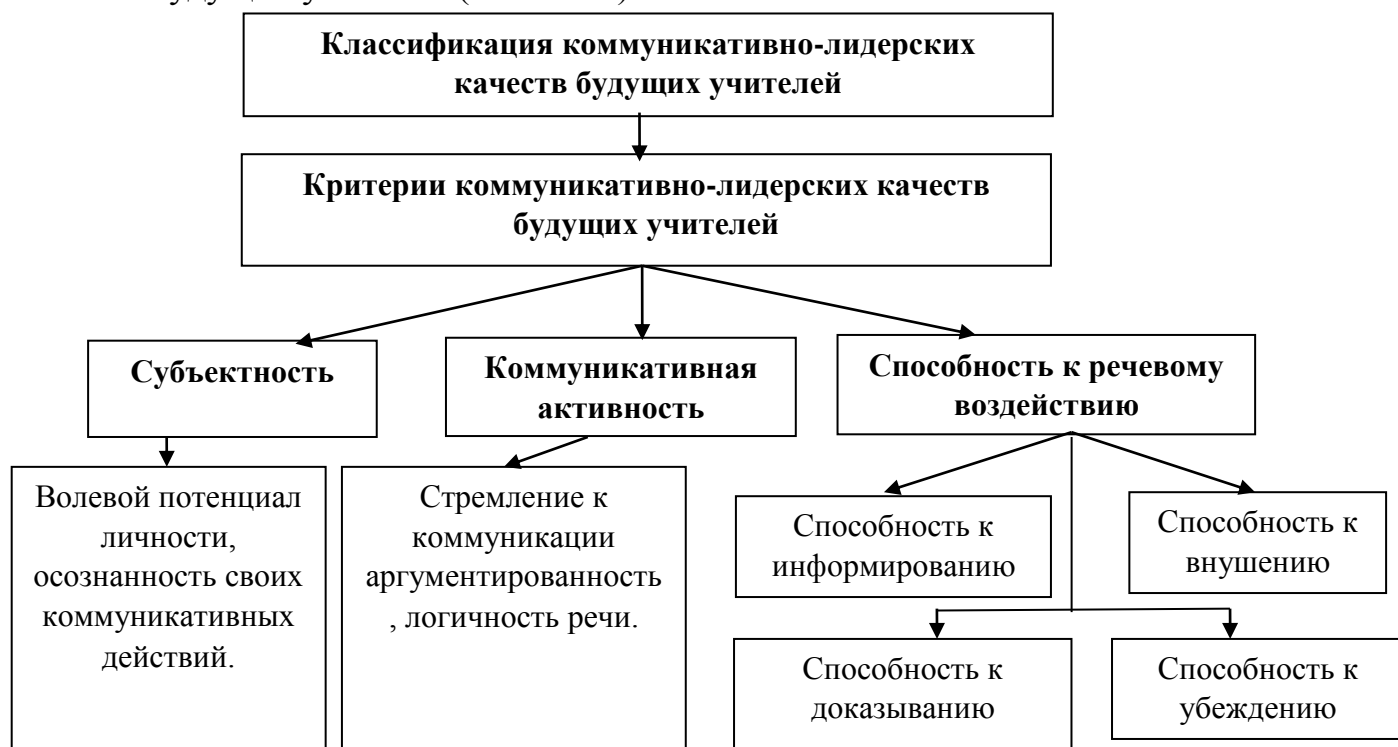 Классификация коммуникативно-лидерских
качеств будущих учителей
Критерии коммуникативно-лидерских качеств
будущих учителей
Субъектность
Коммуникативная
активность
Способность к речевому
воздействию
Волевой потенциал
личности,
осознанность своих
коммуникативных
действий.
Стремление к
коммуникации
аргументированность
, логичность речи.
Способность к
информированию
Способность к
внушению
Способность к
доказыванию
Способность к
убеждению